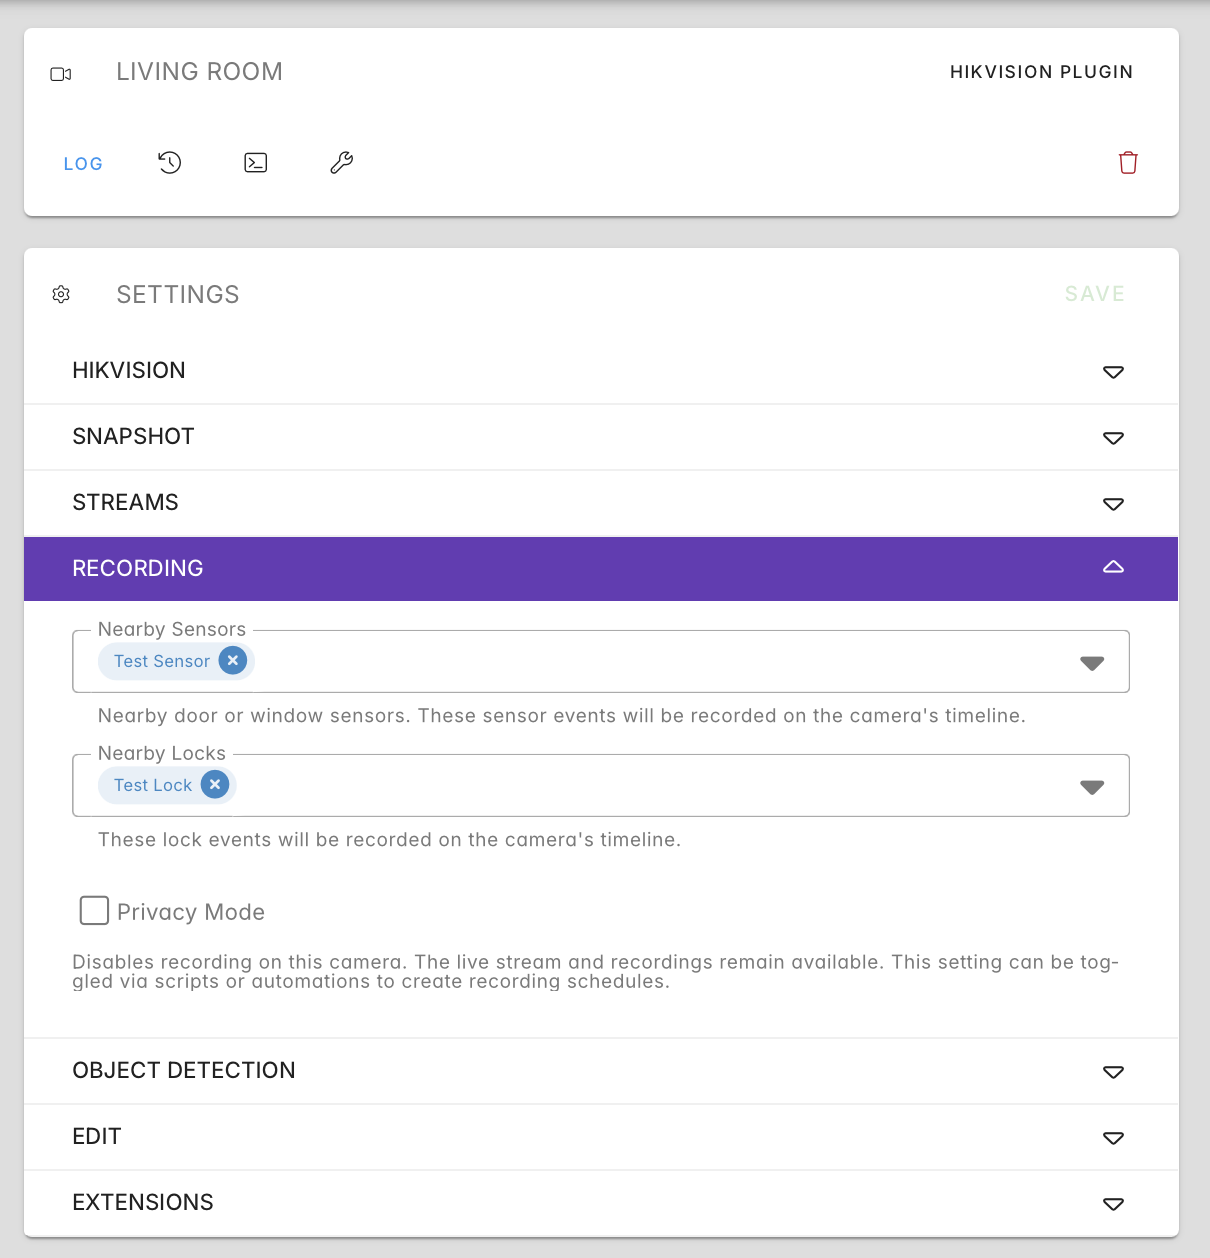 LIVING ROOM
HIKVISION PLUGIN
LOG
SETTINGS
SAVE
HIKVISION
SNAPSHOT
STREAMS
RECORDING
Nearby Sensors
Test Sensor
Nearby door or window sensors. These sensor events will be recorded on the camera's timeline.
Nearby Locks
Test Lock
These lock events will be recorded on the camera's timeline.
Privacy Mode
Disables recording on this camera. The live stream and recordings remain available. This setting can be tog-
gled via scripts or automations to create recording schedules.
OBJECT DETECTION
EDIT
EXTENSIONS